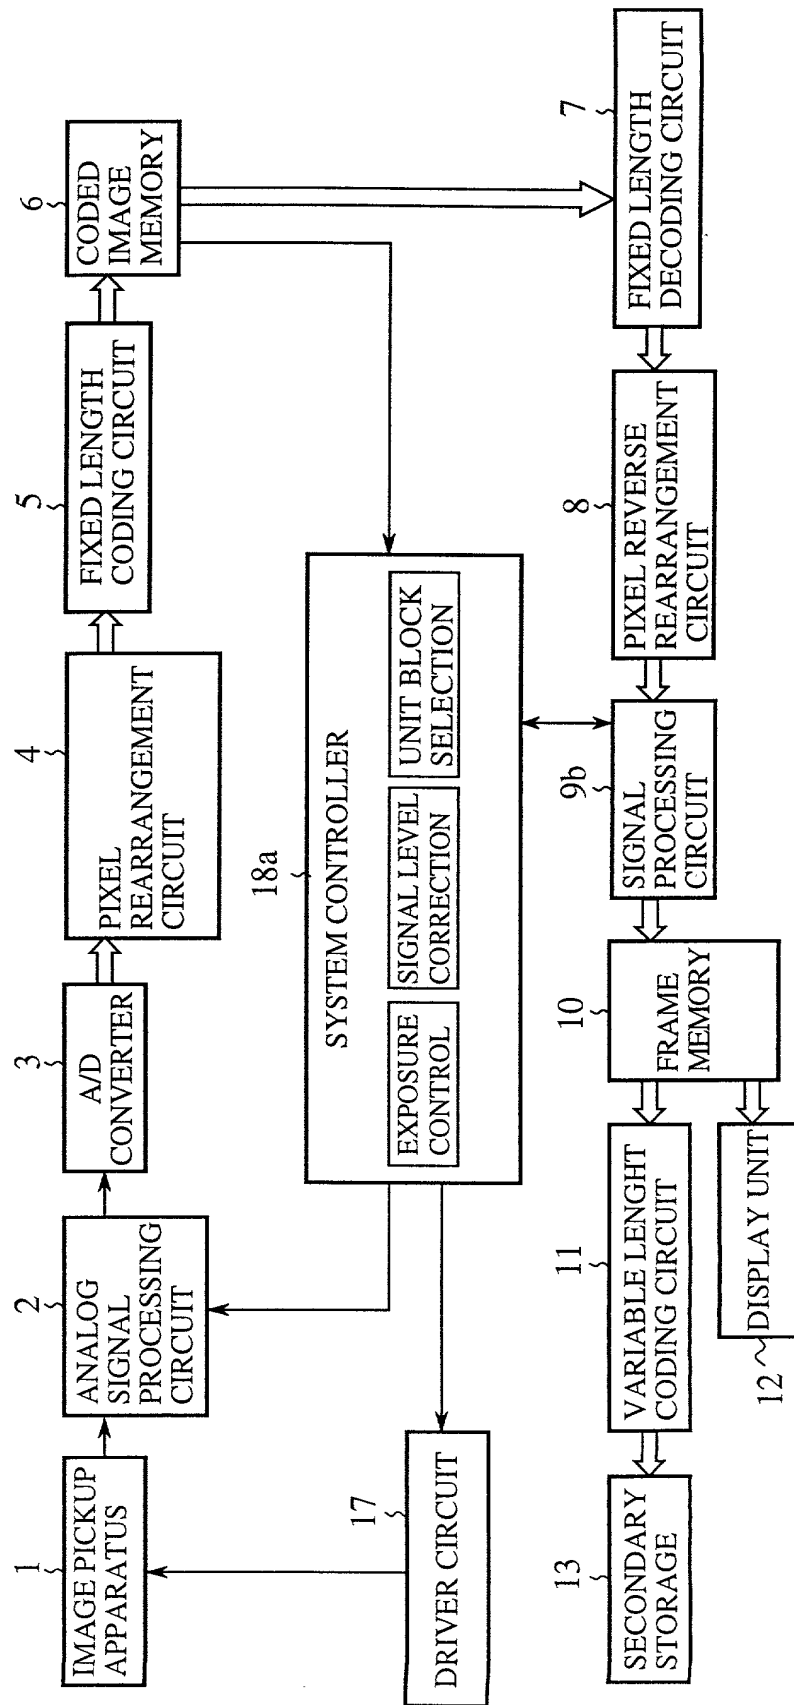 1
IMAGE PICKUP
APPARATUS
2
ANALOG
SIGNAL
PROCESSING
CIRCUIT
3
A/D
CONVERTER
4
PIXEL
REARRANGEMENT
CIRCUIT
5
FIXED LENGTH
CODING CIRCUIT
6
CODED
IMAGE
MEMORY
17
DRIVER CIRCUIT
18a
SYSTEM CONTROLLER
EXPOSURE
CONTROL
SIGNAL LEVEL
CORRECTION
UNIT BLOCK
SELECTION
13
SECONDARY
STORAGE
11
VARIABLE LENGHT
CODING CIRCUIT
12
DISPLAY UNIT
10
FRAME
MEMORY
9b
SIGNAL
PROCESSING
CIRCUIT
8
PIXEL REVERSE
REARRANGEMENT
CIRCUIT
7
FIXED LENGTH
DECODING CIRCUIT